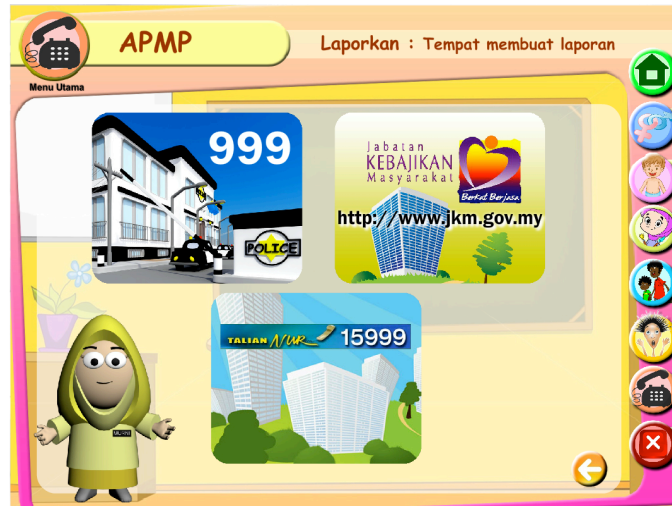 APMP
Laporkan : Tempat membuat laporan
Menu Utama
999
POLICE
Jabatan
KEBAJIKAN
Masyarakat
Berkat Berjasa
http://www.jkm.gov.my
TALIAN NUR 15999
MURNI